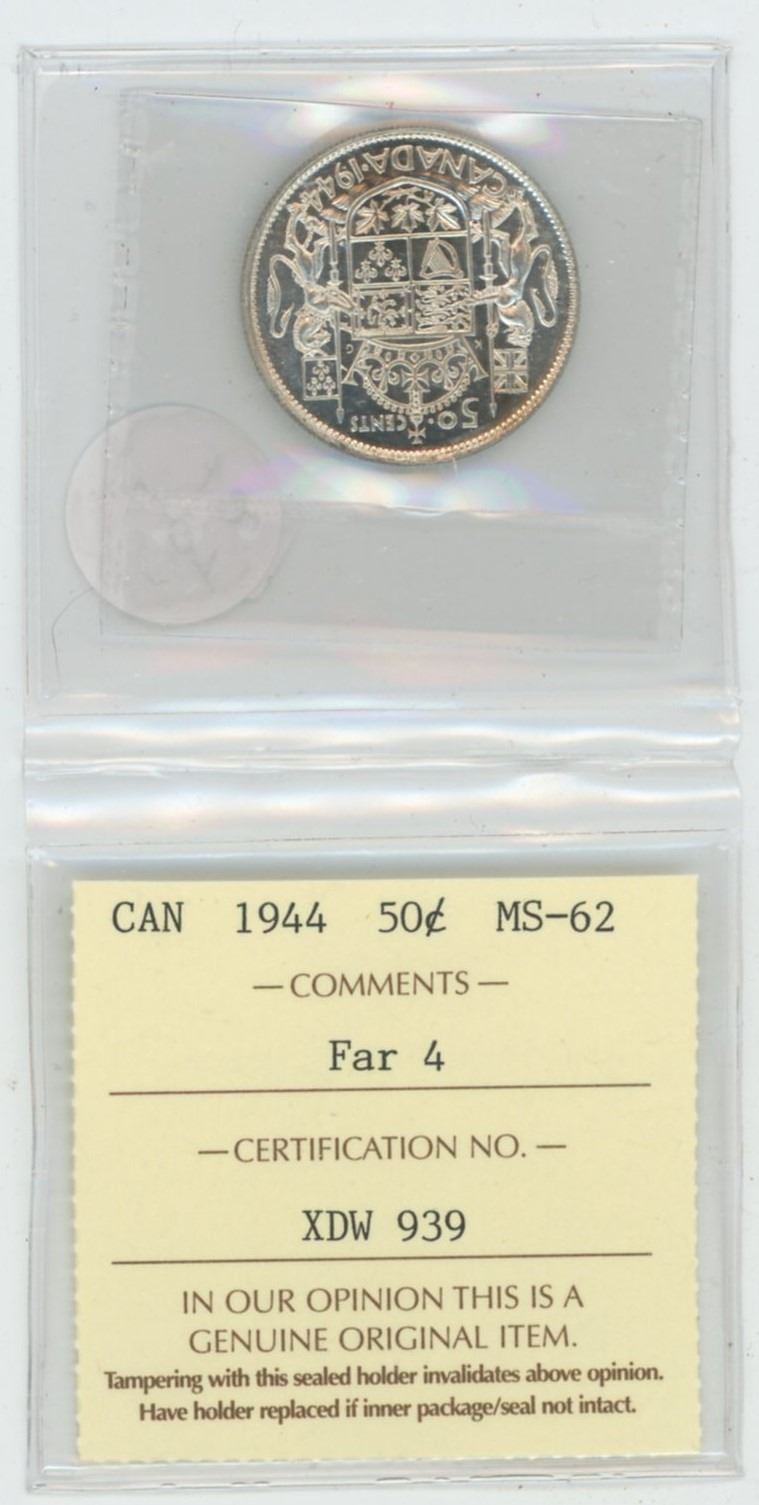 CANADA·1944
50·CENTS
K G
CAN 1944 50¢ MS-62
— COMMENTS —
Far 4
— CERTIFICATION NO. —
XDW 939
IN OUR OPINION THIS IS A
GENUINE ORIGINAL ITEM.
Tampering with this sealed holder invalidates above opinion.
Have holder replaced if inner package/seal not intact.